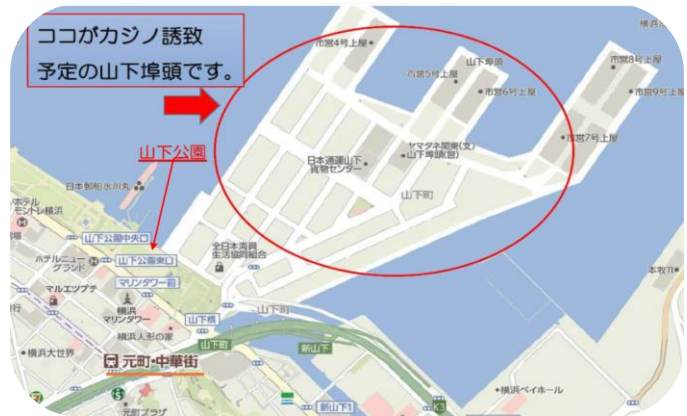 ココがカジノ誘致
予定の山下埠頭です。
山下公園
市営4号上屋
山下埠頭
市営5号上屋
市営6号上屋
市営8号上屋
市営9号上屋
市営7号上屋
日本通運山下
貨物センター
ヤマタネ関東(支)
山下埠頭(営)
山下町
日本郵船氷川丸
ホテル
モントレ横浜
山下公園中央口
ホテルニュー
グランド
山下公園東口
マリンタワー前
全日本海員
生活協同組合
マルエツプチ
横浜
マリンタワー
山下橋
山下町
横浜人形の家
横浜大世界
山下町
新山下
元町・中華街
元町プラザ
新山下1
K3
横浜ベイホール
本牧11